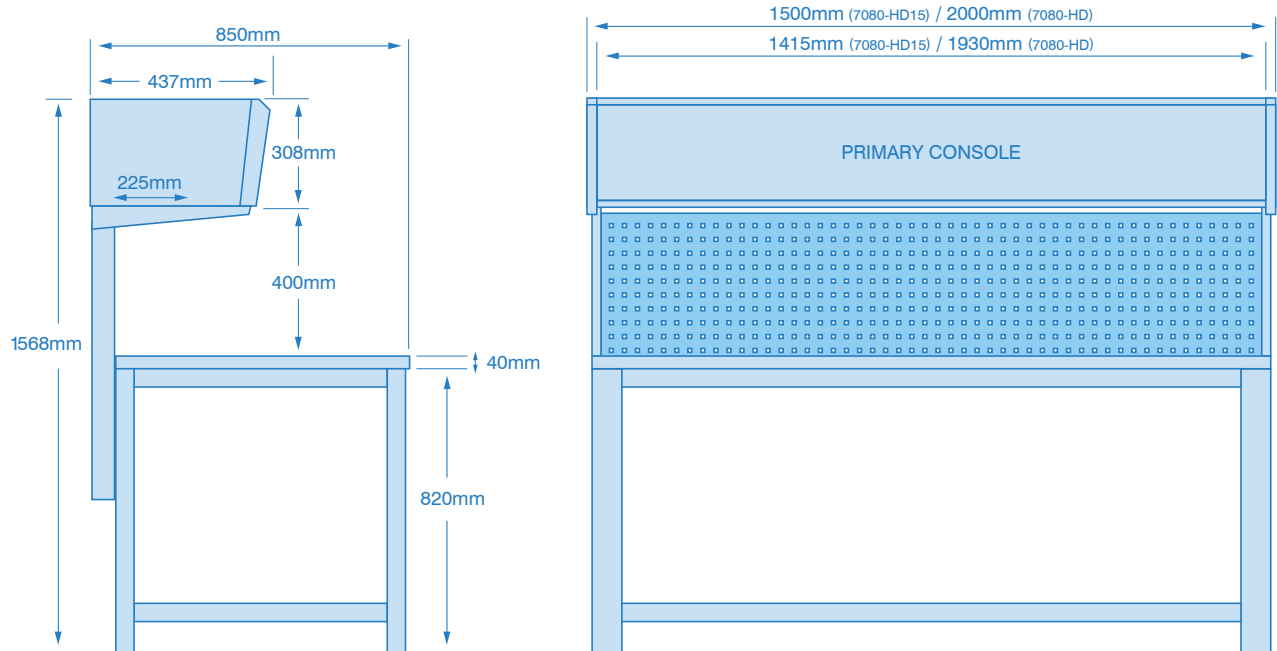 850mm
437mm
308mm
225mm
400mm
1568mm
40mm
820mm
1500mm (7080-HD15) / 2000mm (7080-HD)
1415mm (7080-HD15) / 1930mm (7080-HD)
PRIMARY CONSOLE